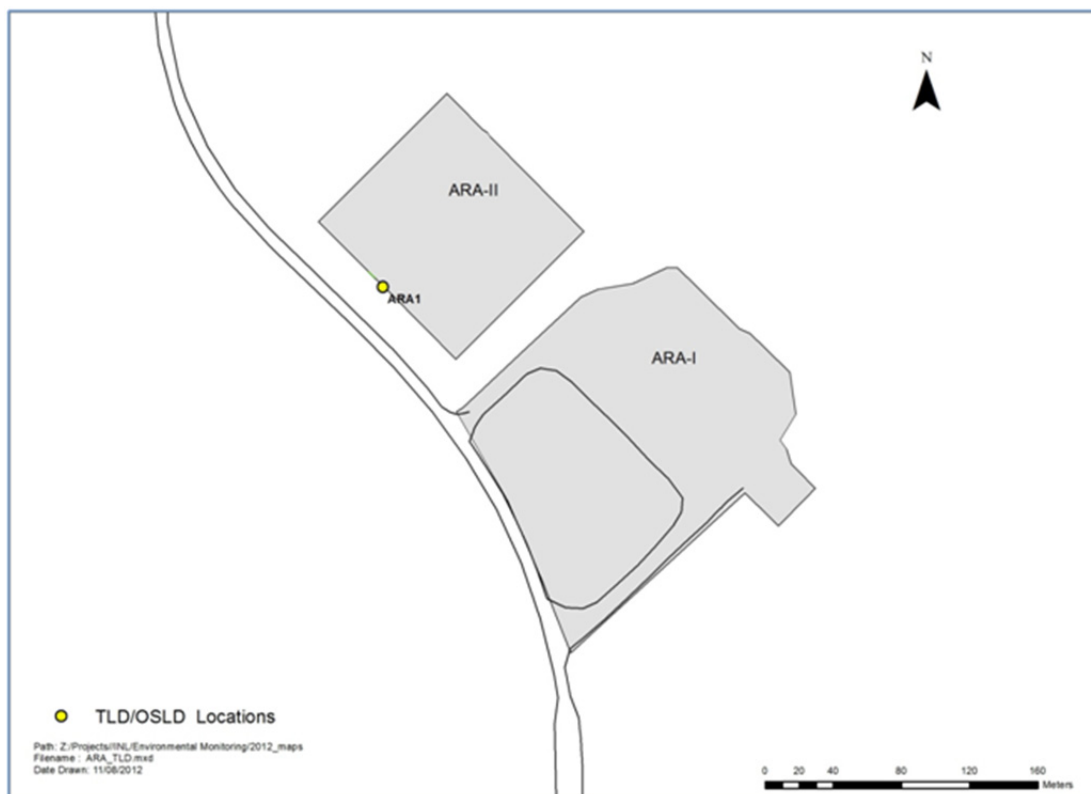 N
ARA-II
ARA1
ARA-I
TLD/OSLD Locations
Path: Z:/Projects/INL/Environmental Monitoring/2012_maps
Filename : ARA_TLD.mxd
Date Drawn: 11/08/2012
0 20 40 80 120 160
Meters